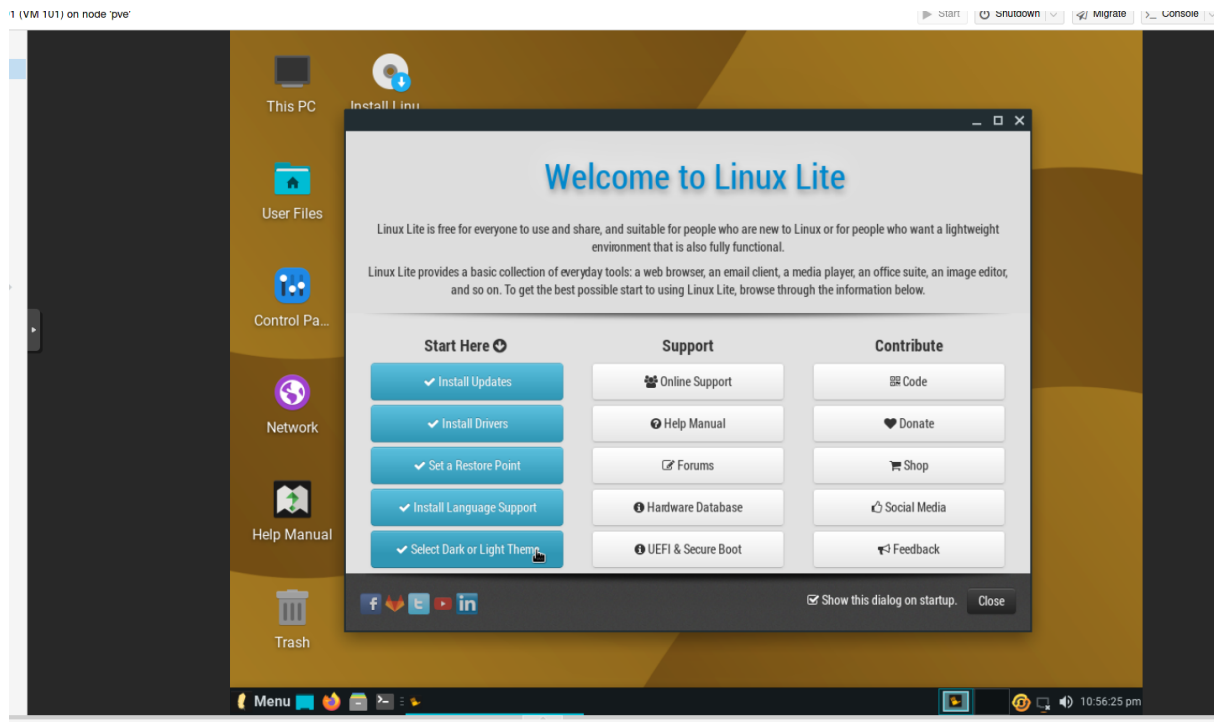 1 (VM 101) on node 'pve'
Start
Shutdown
Migrate
Console
This PC
Install Linu
User Files
Control Pa...
Network
Help Manual
Trash
Welcome to Linux Lite
Linux Lite is free for everyone to use and share, and suitable for people who are new to Linux or for people who want a lightweight
environment that is also fully functional.
Linux Lite provides a basic collection of everyday tools: a web browser, an email client, a media player, an office suite, an image editor,
and so on. To get the best possible start to using Linux Lite, browse through the information below.
Start Here
Install Updates
Install Drivers
Set a Restore Point
Install Language Support
Select Dark or Light Theme
Support
Online Support
Help Manual
Forums
Hardware Database
UEFI & Secure Boot
Contribute
Code
Donate
Shop
Social Media
Feedback
Show this dialog on startup.
Close
Menu
10:56:25 pm